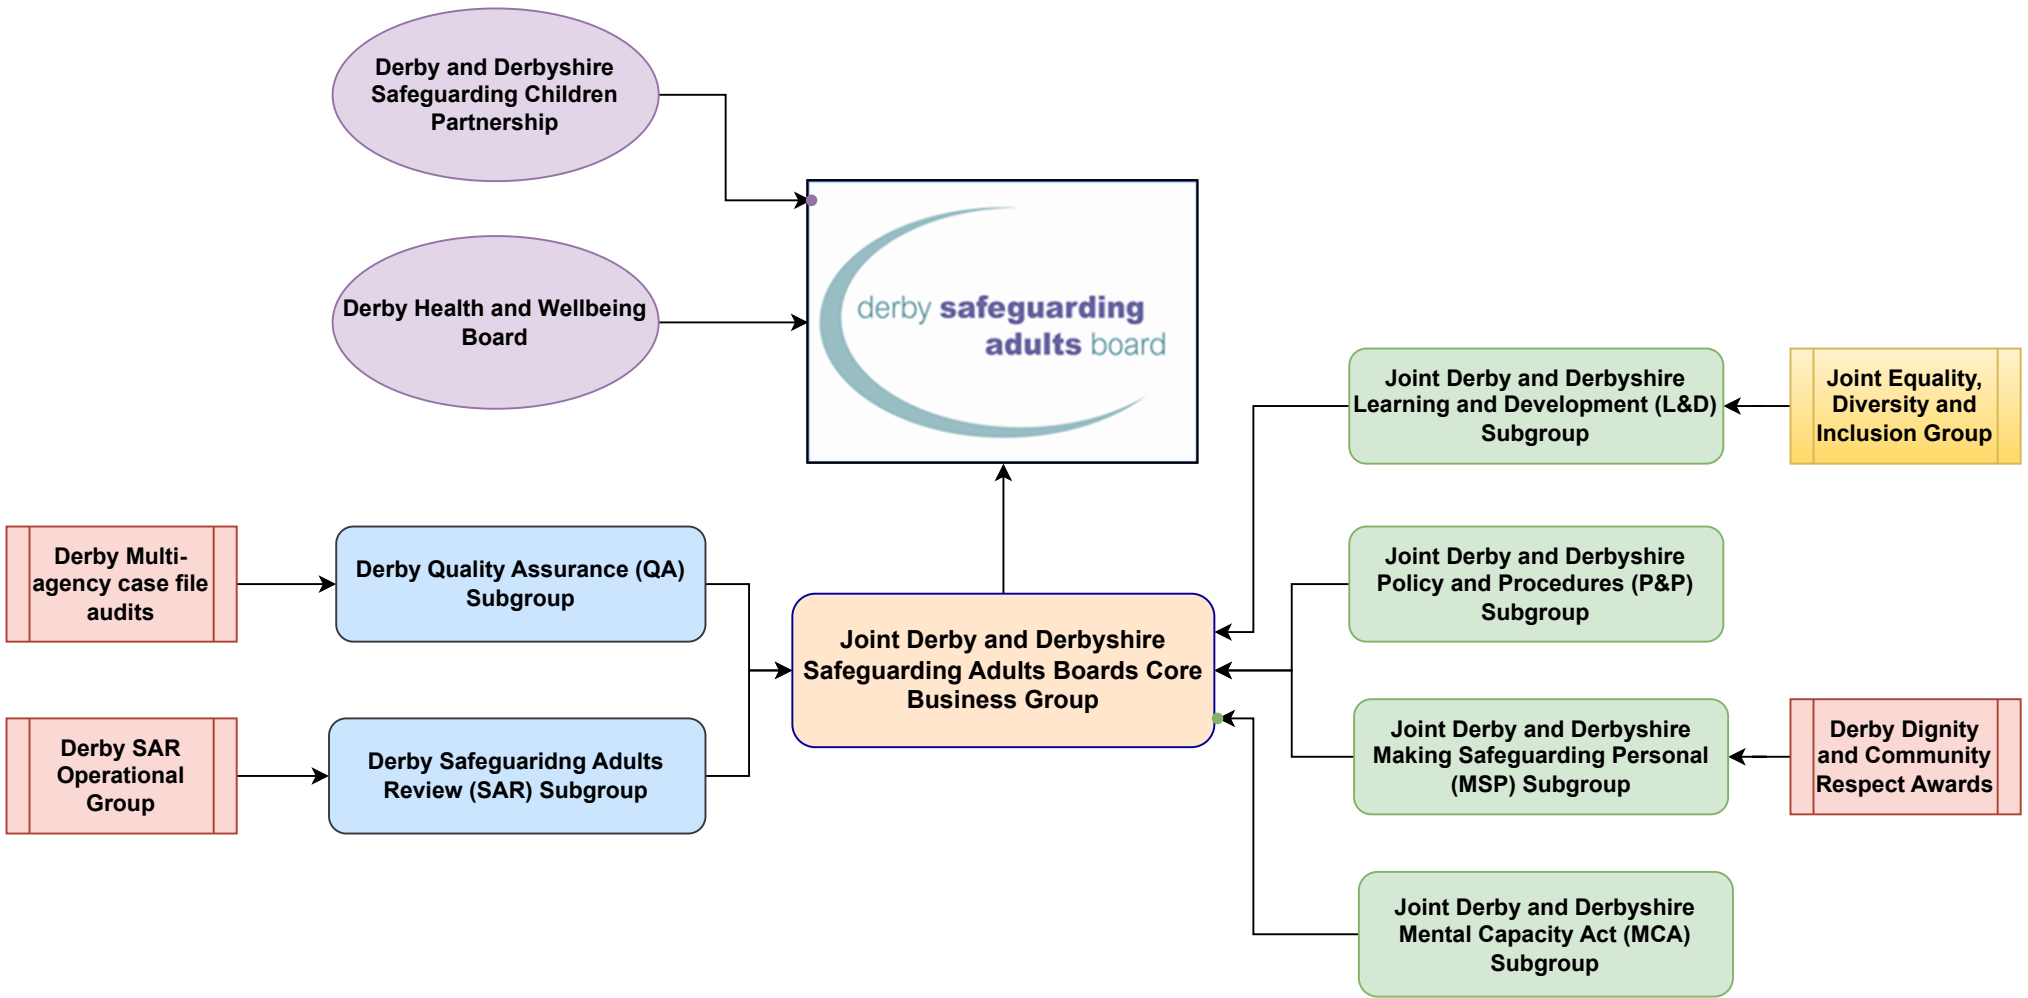 Derby and Derbyshire
Safeguarding Children
Partnership
Derby Health and Wellbeing
Board
derby safeguarding
adults board
Joint Derby and Derbyshire
Learning and Development (L&D)
Subgroup
Joint Equality,
Diversity and
Inclusion Group
Derby Multi-
agency case file
audits
Derby Quality Assurance (QA)
Subgroup
Joint Derby and Derbyshire
Policy and Procedures (P&P)
Subgroup
Joint Derby and Derbyshire
Safeguarding Adults Boards Core
Business Group
Derby SAR
Operational
Group
Derby Safeguaridng Adults
Review (SAR) Subgroup
Joint Derby and Derbyshire
Making Safeguarding Personal
(MSP) Subgroup
Derby Dignity
and Community
Respect Awards
Joint Derby and Derbyshire
Mental Capacity Act (MCA)
Subgroup